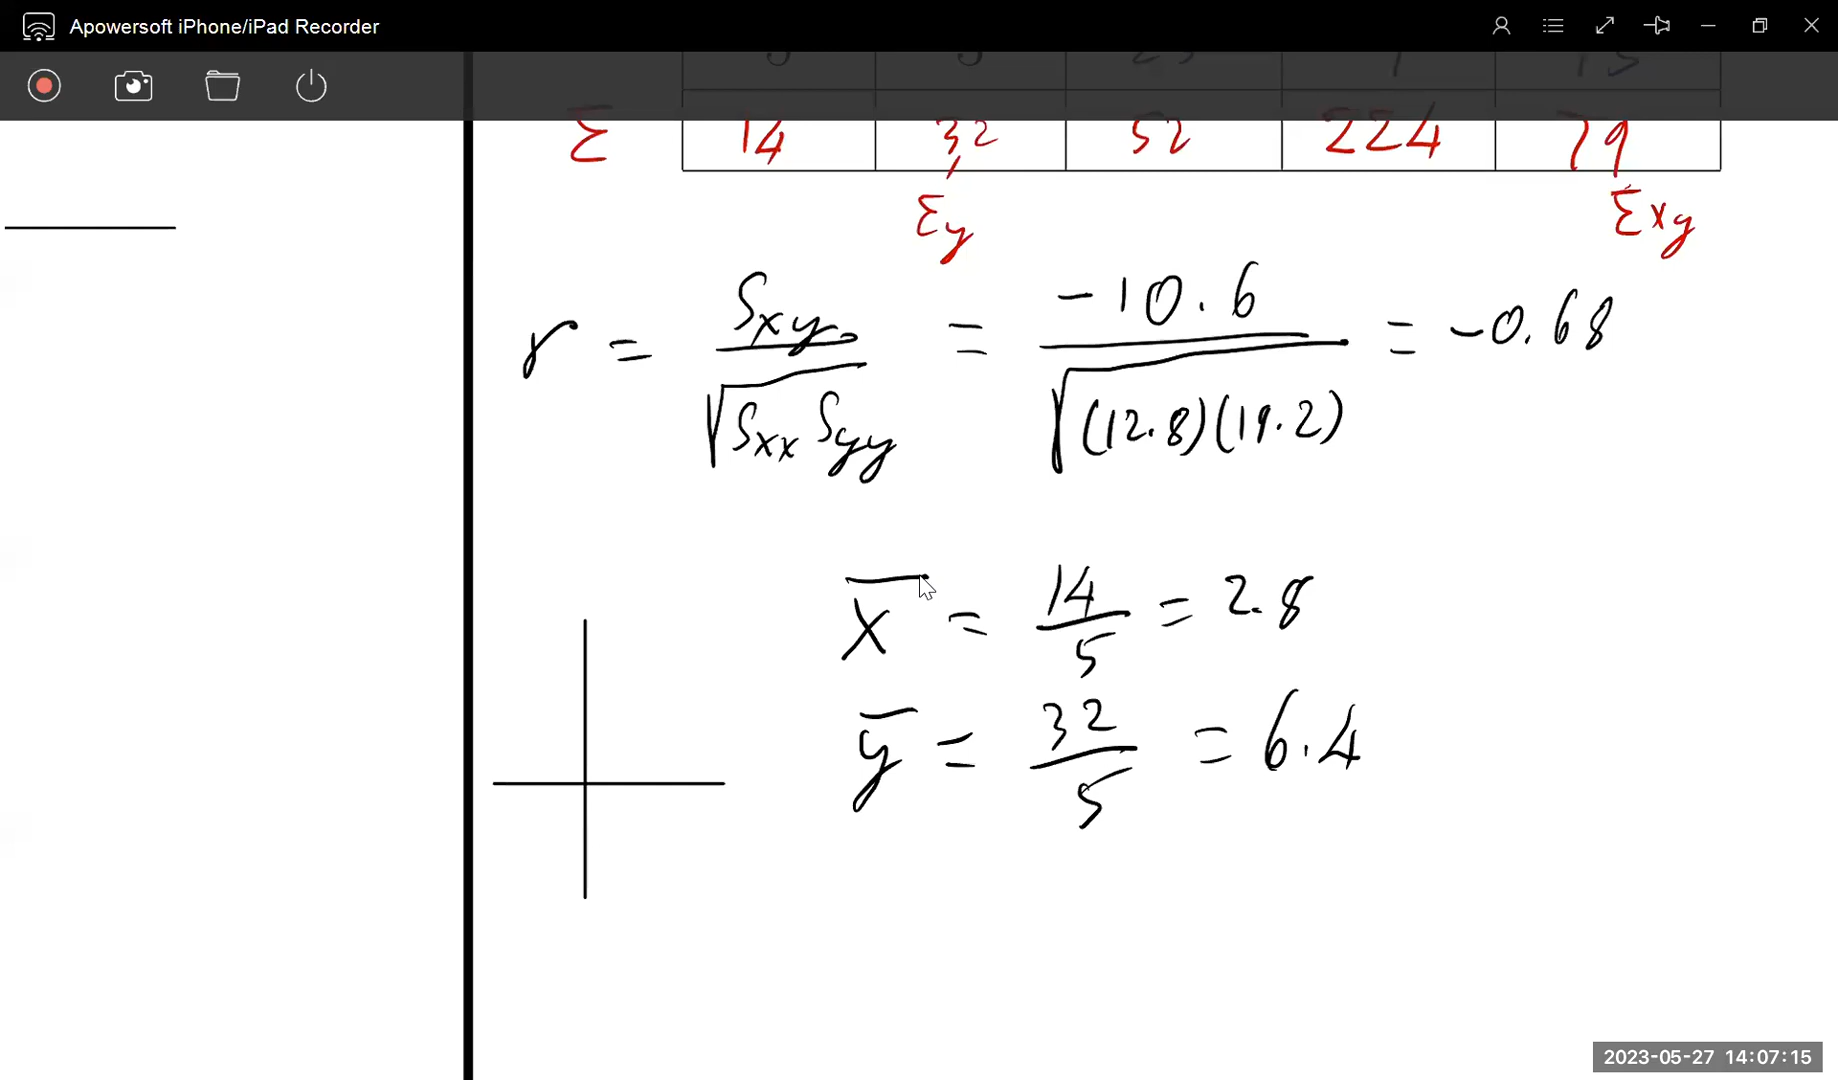 Apowersoft iPhone/iPad Recorder
Σ 14 32 52 224 79
Σy Σxy
r = Sxy / √Sxx Syy = -10.6 / √(12.8)(19.2) = -0.68
x̄ = 14/5 = 2.8
ȳ = 32/5 = 6.4
2023-05-27 14:07:15